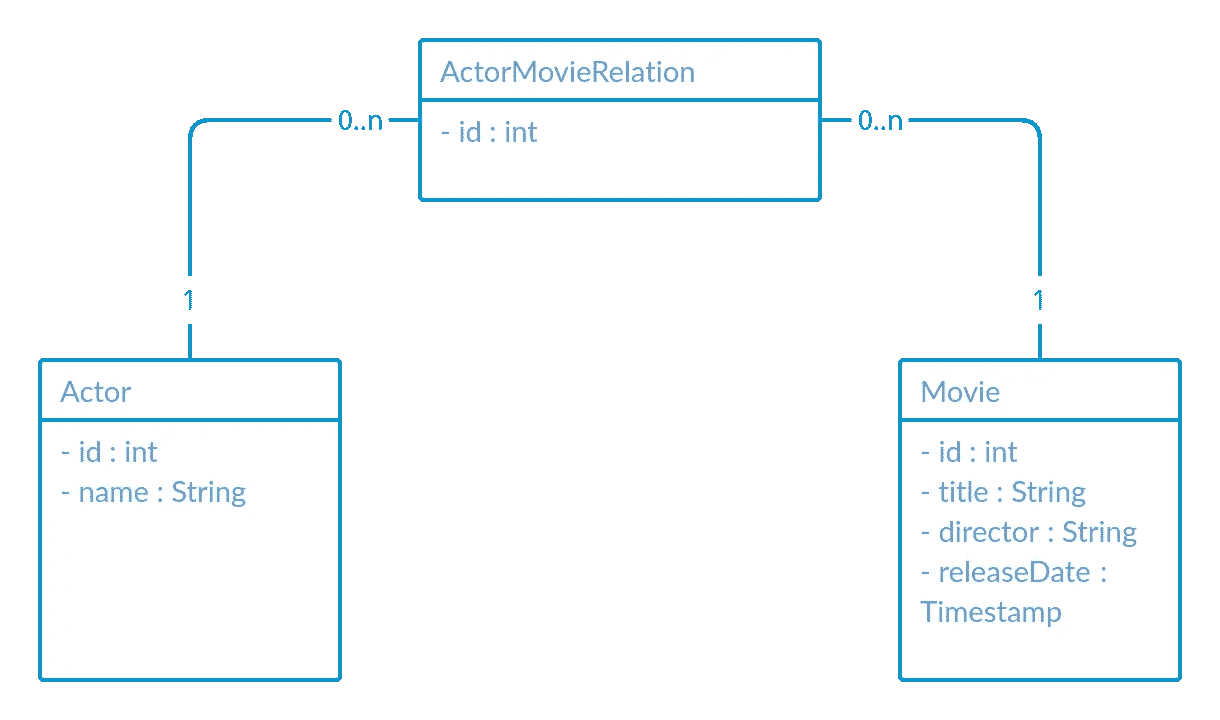 ActorMovieRelation
- id : int
0..n
0..n
1
1
Actor
- id : int
- name : String
Movie
- id : int
- title : String
- director : String
- releaseDate :
Timestamp